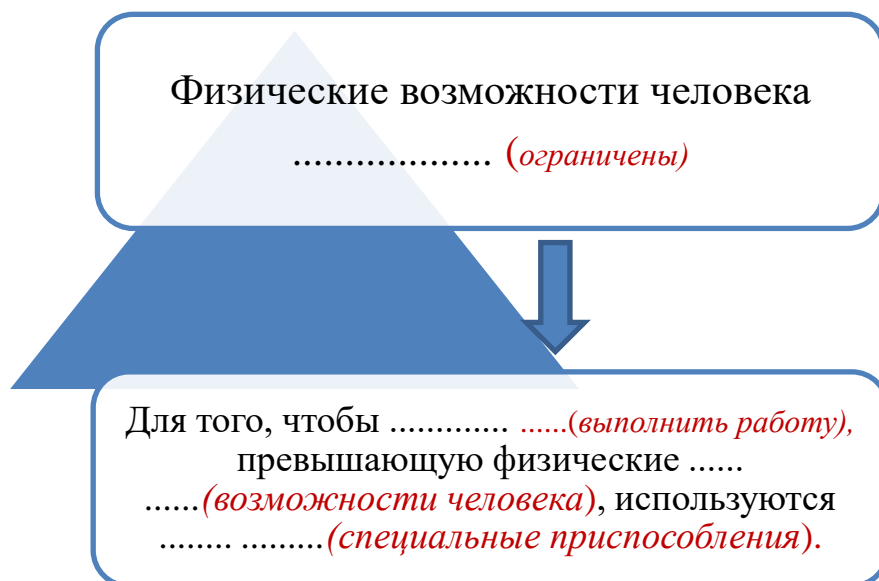 Физические возможности человека
................... (ограничены)
Для того, чтобы ............. ......(выполнить работу),
превышающую физические ......
......(возможности человека), используются
........ .........(специальные приспособления).